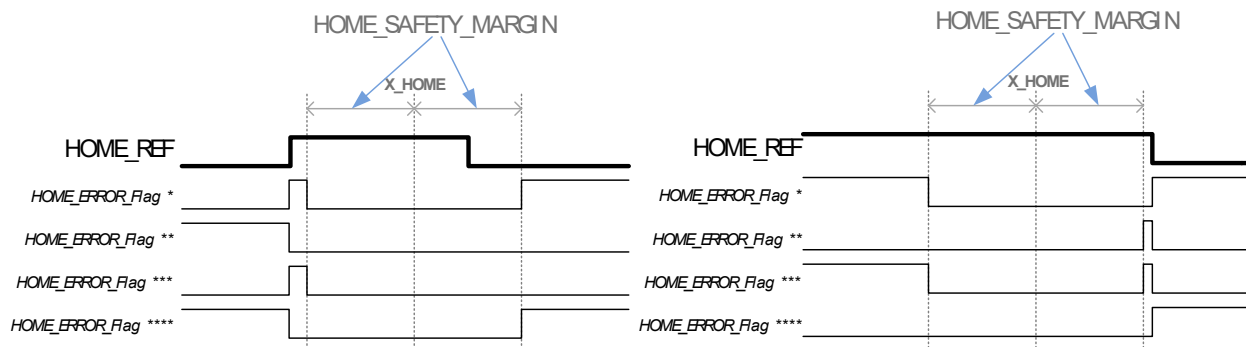 HOME_SAFETY_MARGIN
X_HOME
HOME_REF
HOME_ERROR_Flag *
HOME_ERROR_Flag **
HOME_ERROR_Flag ***
HOME_ERROR_Flag ****
HOME_SAFETY_MARGIN
X_HOME
HOME_REF
HOME_ERROR_Flag *
HOME_ERROR_Flag **
HOME_ERROR_Flag ***
HOME_ERROR_Flag ****